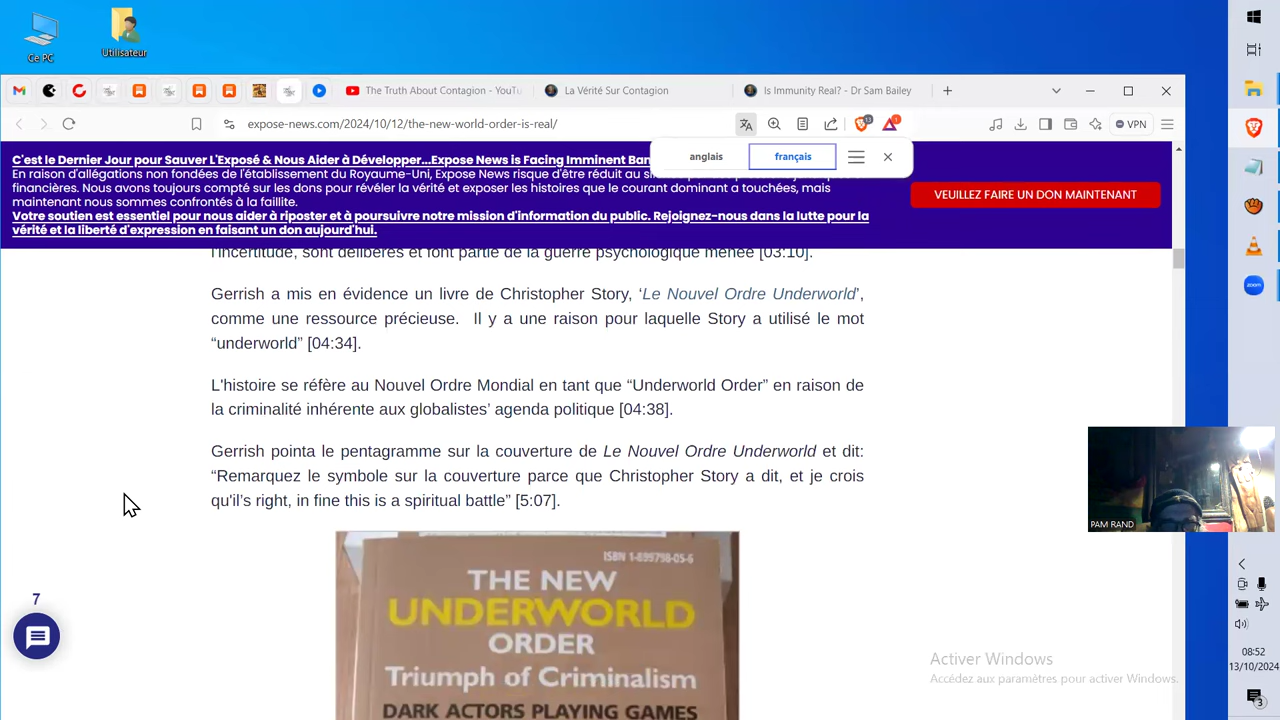 Ce PC
Utilisateur
The Truth About Contagion - YouTu
La Vérité Sur Contagion
Is Immunity Real? - Dr Sam Bailey
expose-news.com/2024/10/12/the-new-world-order-is-real/
13
1
VPN
anglais
français
C'est le Dernier Jour pour Sauver L'Exposé & Nous Aider à Développer...Expose News is Facing Imminent Ban
En raison d'allégations non fondées de l'établissement du Royaume-Uni, Expose News risque d'être réduit au
financières. Nous avons toujours compté sur les dons pour révéler la vérité et exposer les histoires que le courant dominant a touchées, mais
maintenant nous sommes confrontés à la faillite.
Votre soutien est essentiel pour nous aider à riposter et à poursuivre notre mission d'information du public. Rejoignez-nous dans la lutte pour la
vérité et la liberté d'expression en faisant un don aujourd'hui.
VEUILLEZ FAIRE UN DON MAINTENANT
l'incertitude, sont délibérés et font partie de la guerre psychologique menée [03:10].
Gerrish a mis en évidence un livre de Christopher Story, ‘Le Nouvel Ordre Underworld’,
comme une ressource précieuse. Il y a une raison pour laquelle Story a utilisé le mot
“underworld” [04:34].
L'histoire se réfère au Nouvel Ordre Mondial en tant que “Underworld Order” en raison de
la criminalité inhérente aux globalistes’ agenda politique [04:38].
Gerrish pointa le pentagramme sur la couverture de Le Nouvel Ordre Underworld et dit:
“Remarquez le symbole sur la couverture parce que Christopher Story a dit, et je crois
qu'il’s right, in fine this is a spiritual battle” [5:07].
ISBN 1-899798-05-6
THE NEW
UNDERWORLD
ORDER
Triumph of Criminalism
DARK ACTORS PLAYING GAMES
7
PAM RAND
zoom
Activer Windows
Accédez aux paramètres pour activer Windows.
08:52
13/10/2024
3